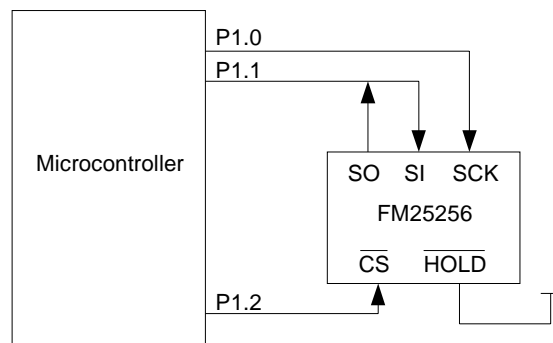 P1.0
P1.1
Microcontroller
SO SI SCK
FM25256
CS HOLD
P1.2